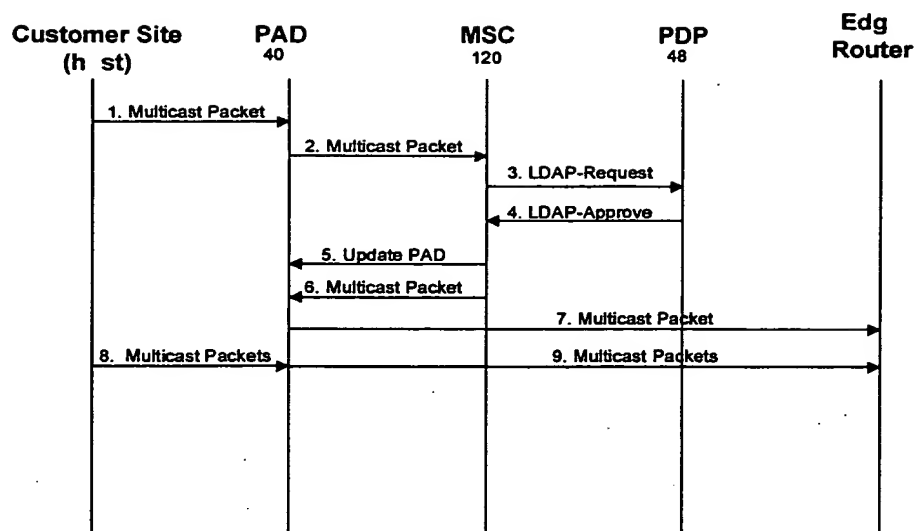 Customer Site
(h st)
PAD
40
MSC
120
PDP
48
Edg
Router
1. Multicast Packet
2. Multicast Packet
3. LDAP-Request
4. LDAP-Approve
5. Update PAD
6. Multicast Packet
7. Multicast Packet
8. Multicast Packets
9. Multicast Packets